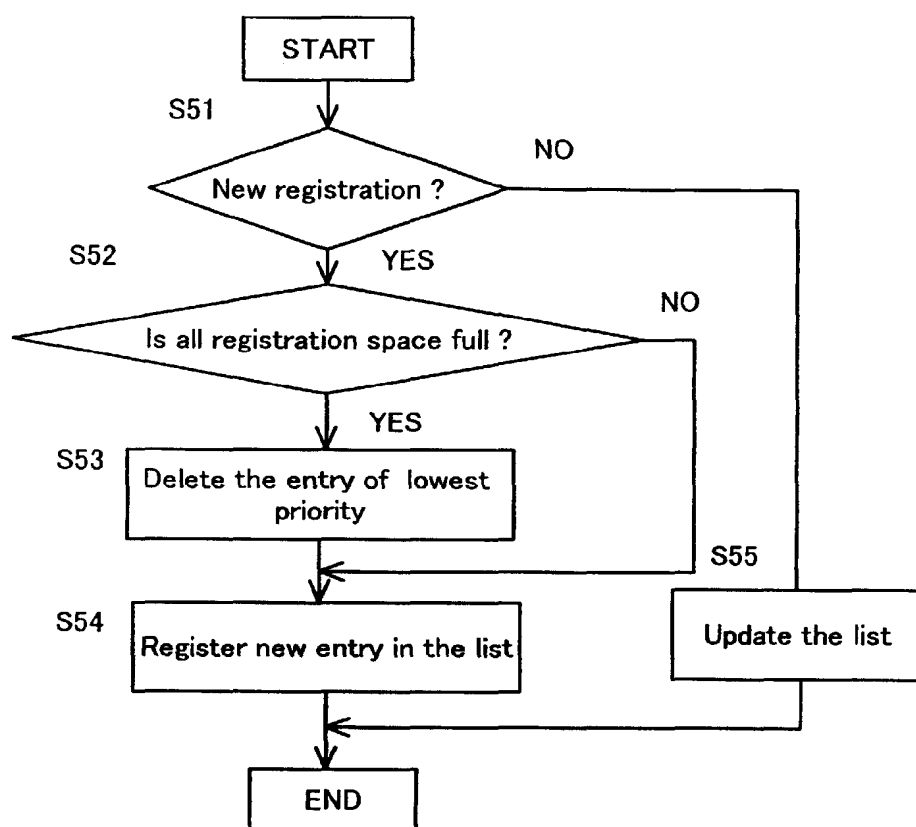 START
S51
NO
New registration ?
S52
YES
NO
Is all registration space full ?
YES
S53
Delete the entry of lowest
priority
S55
S54
Register new entry in the list
Update the list
END